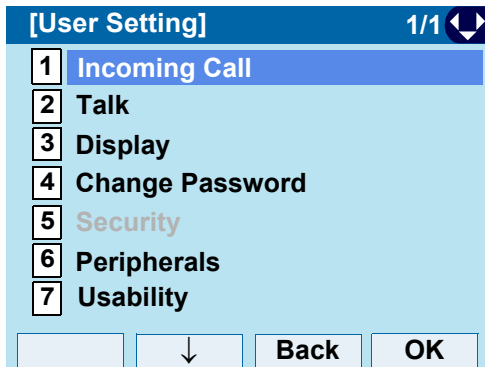 [User Setting] 1/1
1 Incoming Call
2 Talk
3 Display
4 Change Password
5 Security
6 Peripherals
7 Usability
↓ Back OK